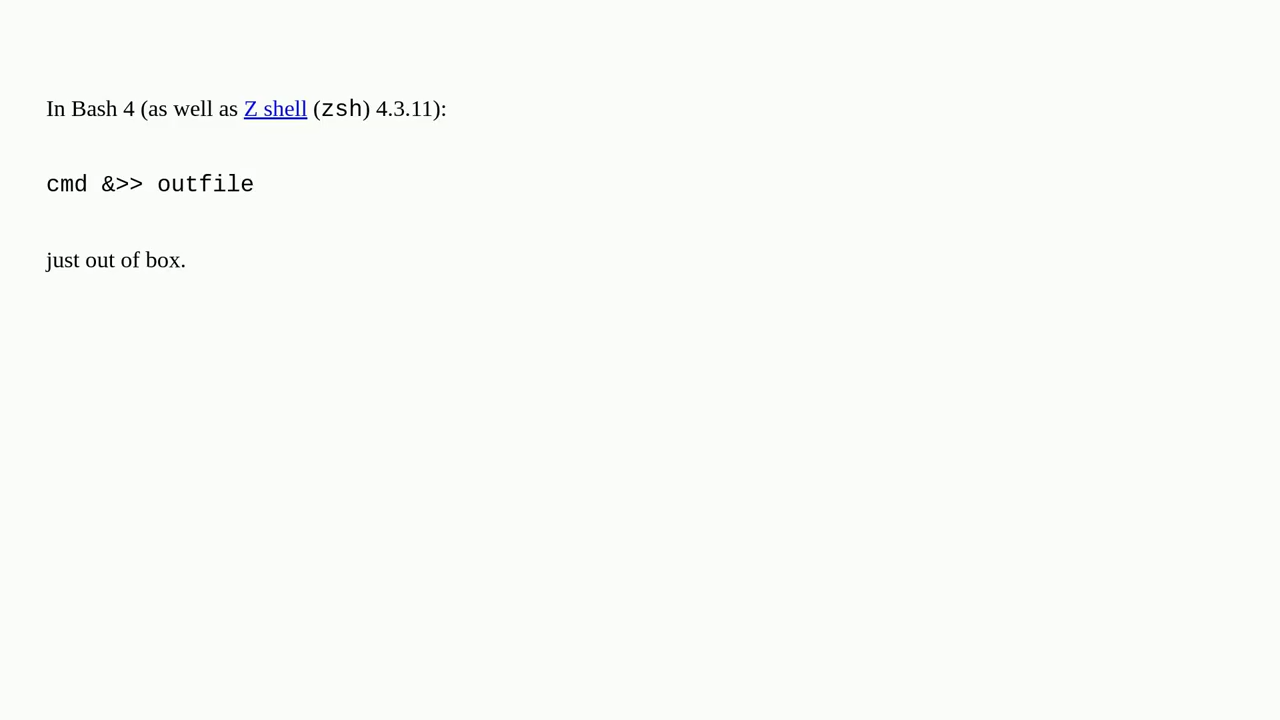 In Bash 4 (as well as Z shell (zsh) 4.3.11):
cmd &>> outfile
just out of box.